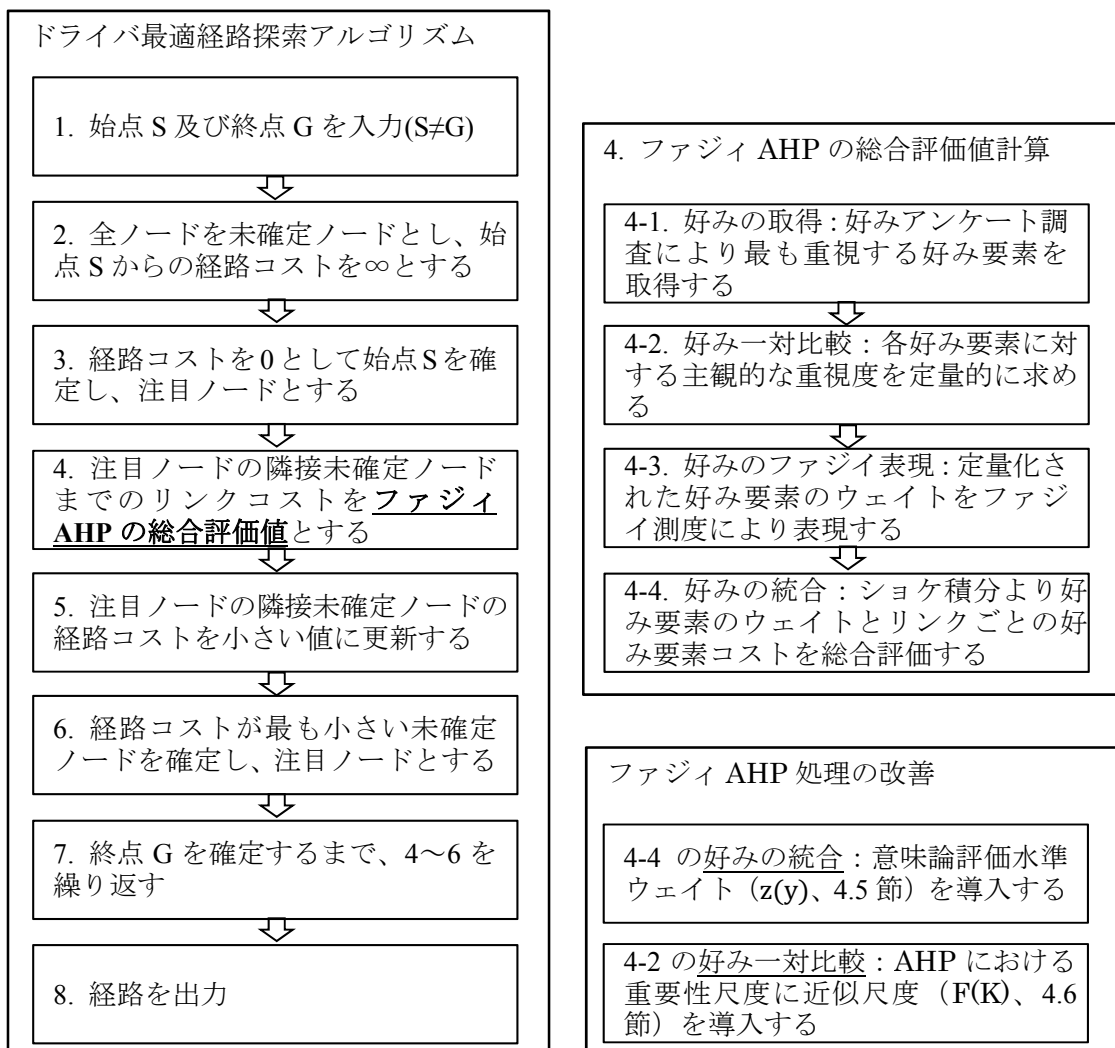 ドライバ最適経路探索アルゴリズム
1. 始点 S 及び終点 G を入力(S≠G)
2. 全ノードを未確定ノードとし、始
点 S からの経路コストを∞とする
3. 経路コストを0として始点Sを確
定し、注目ノードとする
4. 注目ノードの隣接未確定ノード
までのリンクコストをファジィ
AHP の総合評価値とする
5. 注目ノードの隣接未確定ノードの
経路コストを小さい値に更新する
6. 経路コストが最も小さい未確定
ノードを確定し、注目ノードとする
7. 終点 G を確定するまで、4～6 を
繰り返す
8. 経路を出力
4. ファジィ AHP の総合評価値計算
4-1. 好みの取得：好みアンケート調
査により最も重視する好み要素を
取得する
4-2. 好み一対比較：各好み要素に対
する主観的な重視度を定量的に求め
る
4-3. 好みのファジイ表現：定量化さ
れた好み要素のウェイトをファジ
イ測度により表現する
4-4. 好みの統合：ショケ積分より好
み要素のウェイトとリンクごとの好
み要素コストを総合評価する
ファジィ AHP 処理の改善
4-4 の好みの統合：意味論評価水準
ウェイト（z(y)、4.5 節）を導入する
4-2 の好み一対比較：AHP における
重要性尺度に近似尺度（F(K)、4.6
節）を導入する